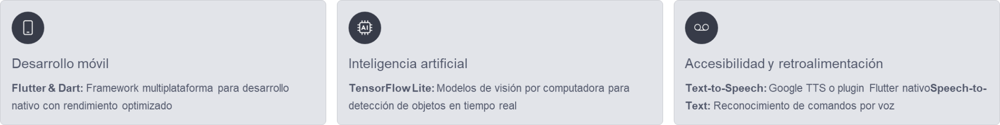 AI
Desarrollo móvil
Flutter & Dart: Framework multiplataforma para desarrollo
nativo con rendimiento optimizado
Inteligencia artificial
TensorFlow Lite: Modelos de visión por computadora para
detección de objetos en tiempo real
Accesibilidad y retroalimentación
Text-to-Speech: Google TTS o plugin Flutter nativoSpeech-to-
Text: Reconocimiento de comandos por voz